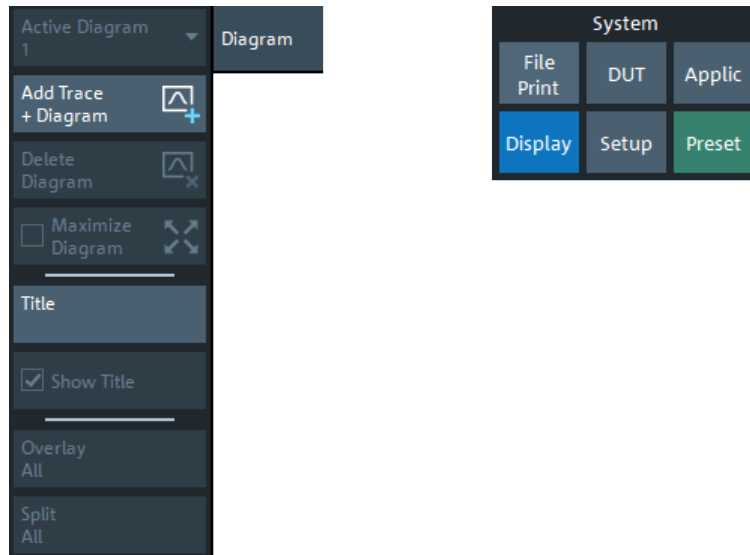 Active Diagram
1
Diagram
Add Trace
+ Diagram
Delete
Diagram
Maximize
Diagram
Title
Show Title
Overlay
All
Split
All
System
File
Print
DUT
Applic
Display
Setup
Preset